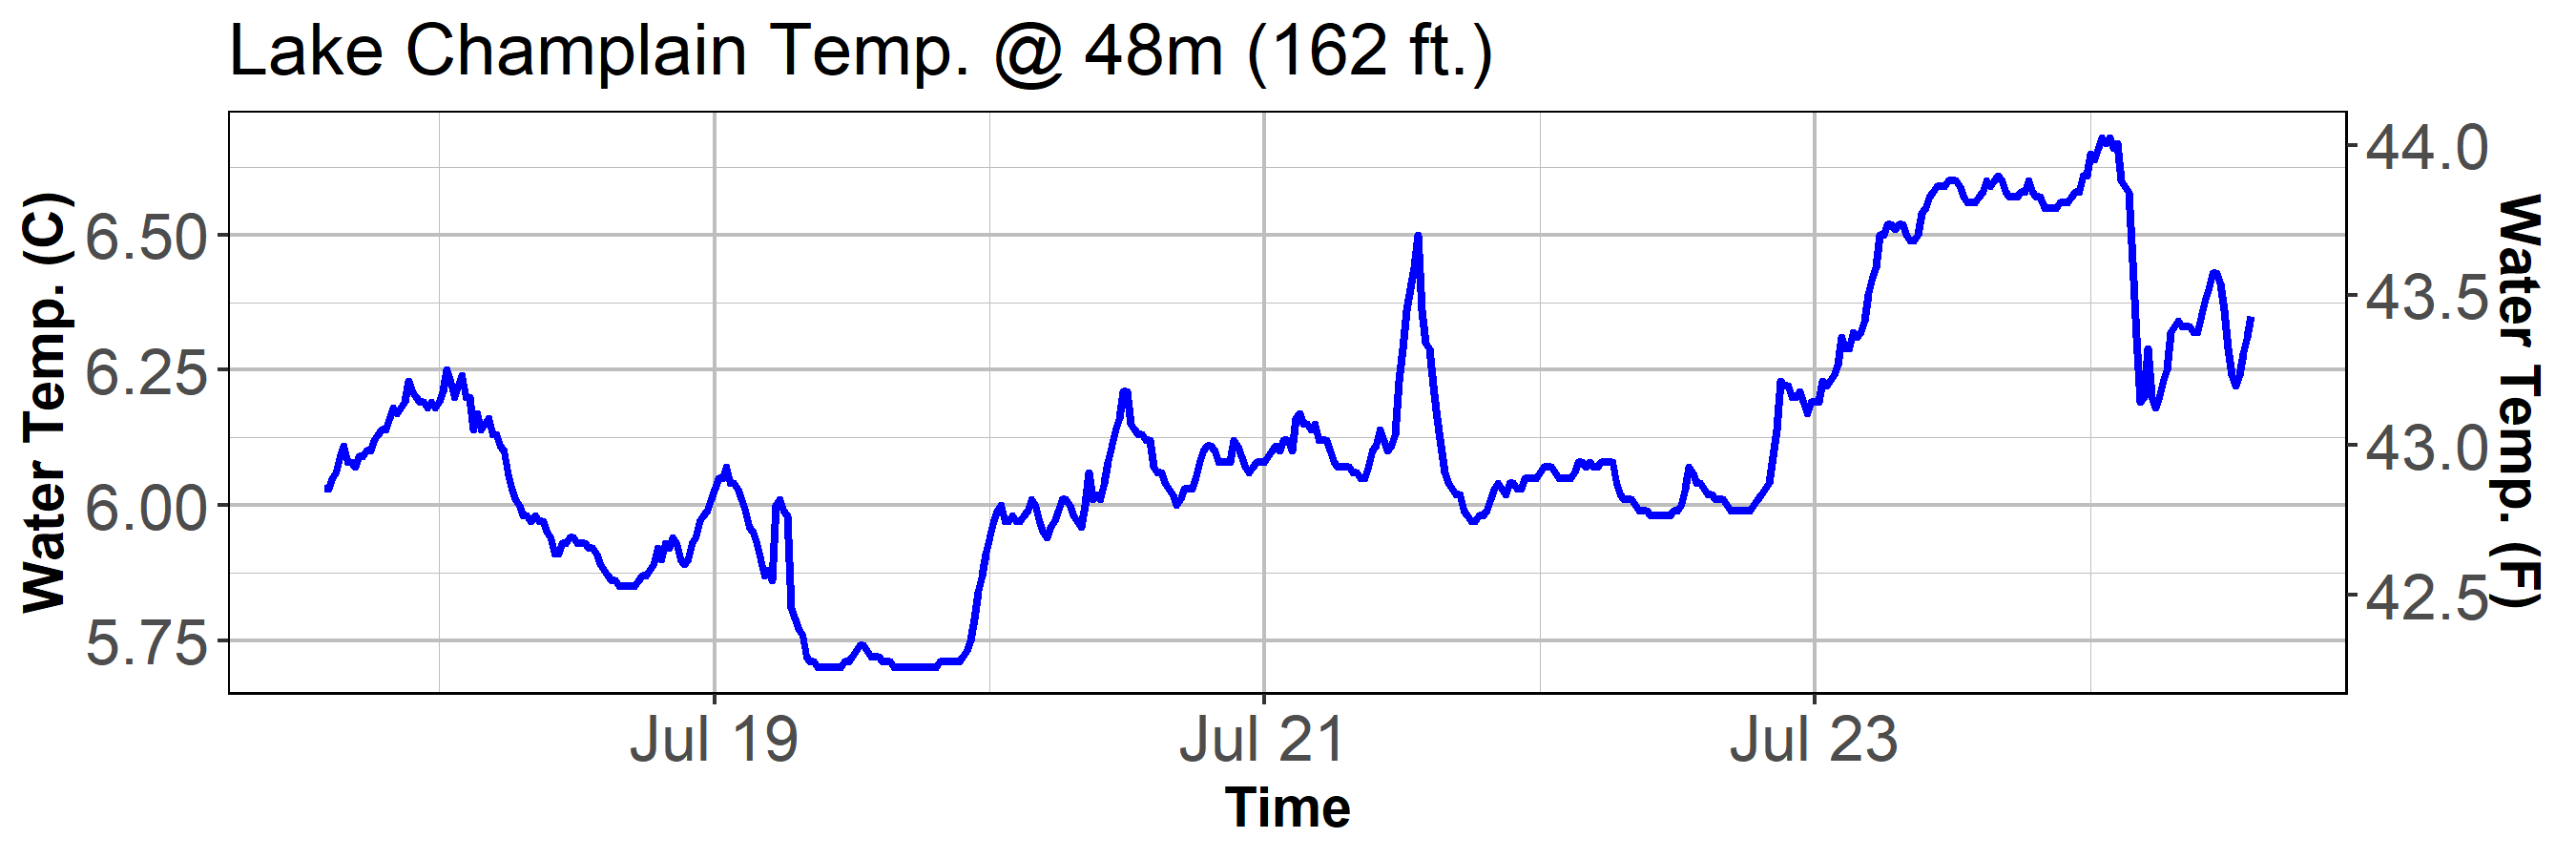 Lake Champlain Temp. @ 48m (162 ft.)
Water Temp. (C)
6.50
6.25
6.00
5.75
44.0
43.5
43.0
42.5
Water Temp. (F)
Jul 19
Jul 21
Jul 23
Time